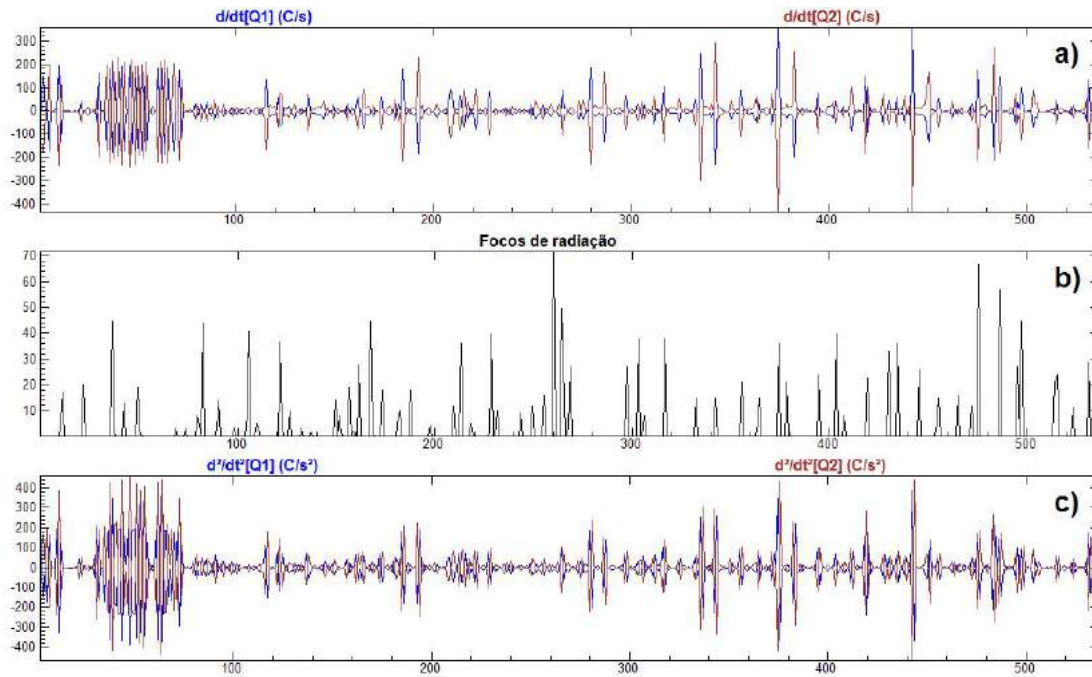 d/dt[Q1] (C/s) d/dt[Q2] (C/s)
a)
300
200
100
0
-100
-200
-300
-400
100 200 300 400 500
Focos de radiação
b)
70
60
50
40
30
20
10
100 200 300 400 500
d²/dt²[Q1] (C/s²) d²/dt²[Q2] (C/s²)
c)
400
300
200
100
0
-100
-200
-300
-400
100 200 300 400 500